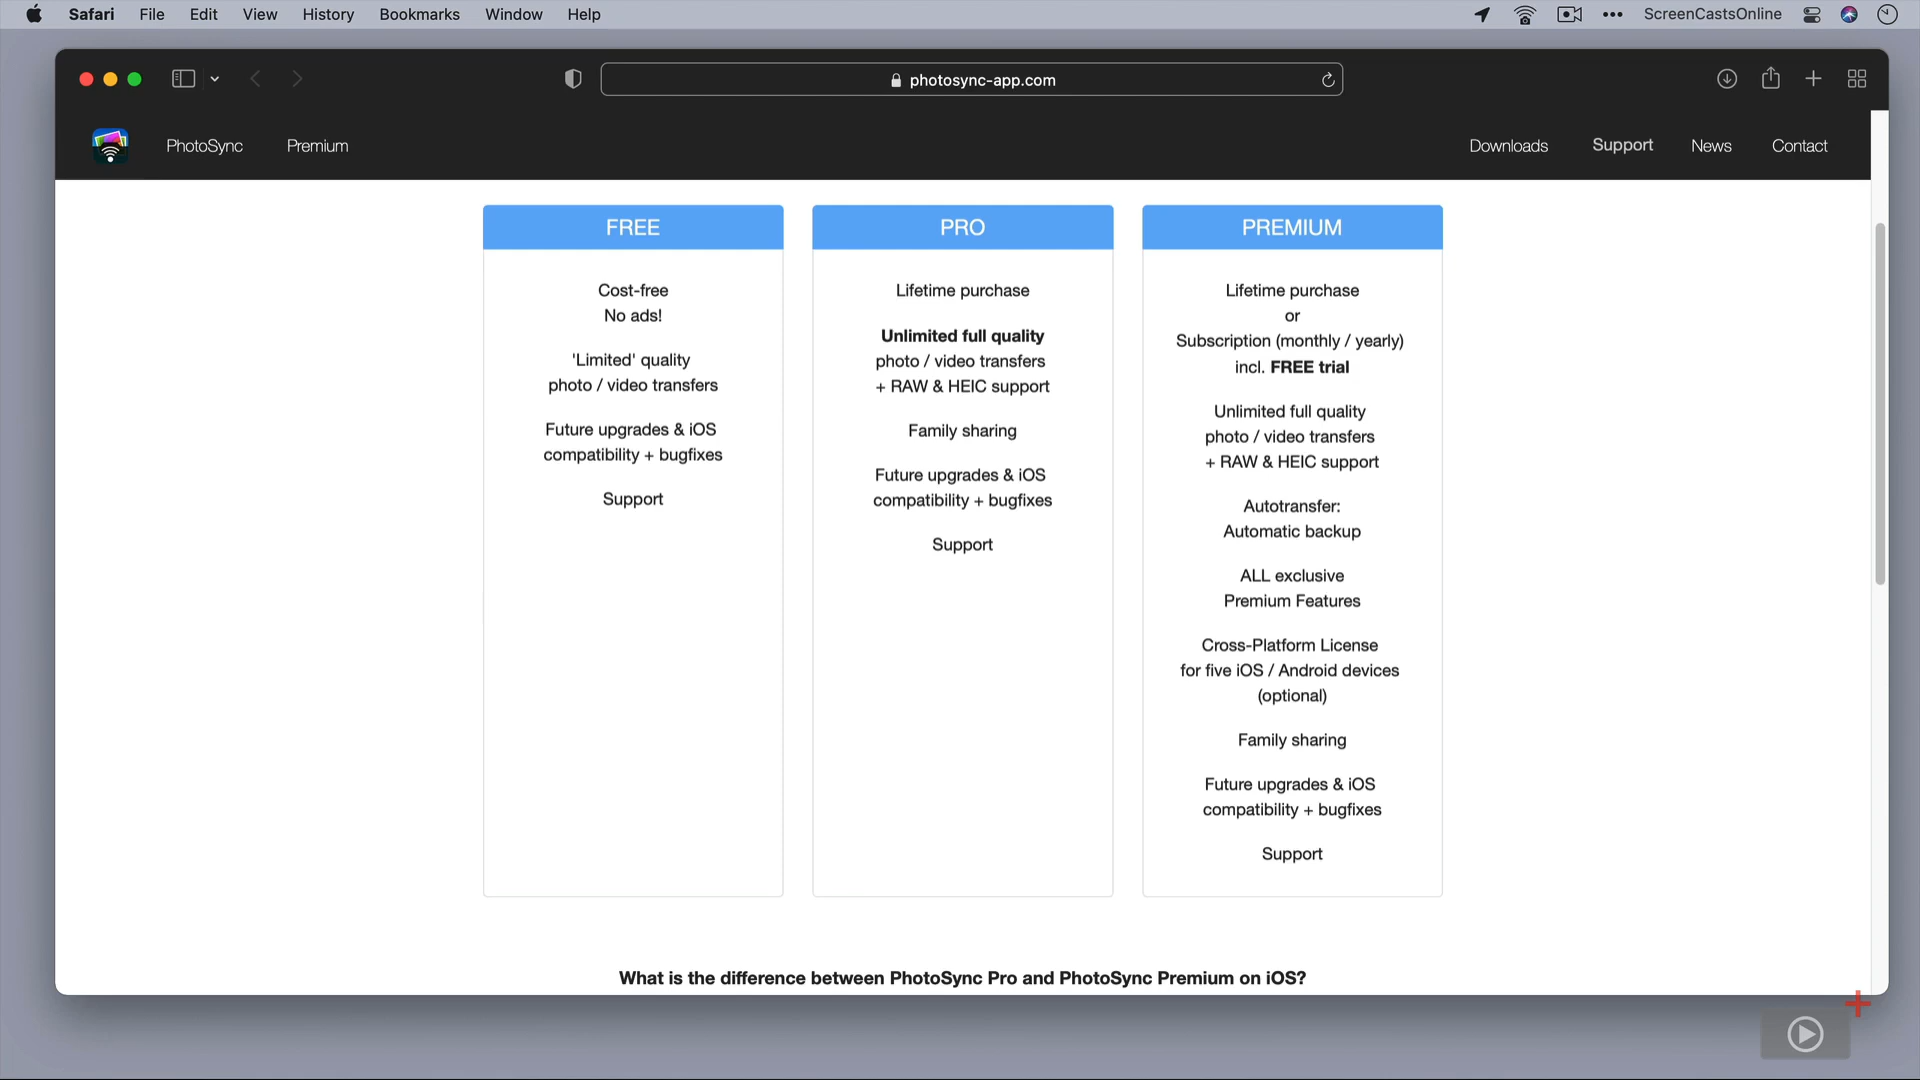 Safari File Edit View History Bookmarks Window Help ScreenCastsOnline
photosync-app.com
PhotoSync Premium Downloads Support News Contact
FREE
Cost-free
No ads!
'Limited' quality
photo / video transfers
Future upgrades & iOS
compatibility + bugfixes
Support
PRO
Lifetime purchase
Unlimited full quality
photo / video transfers
+ RAW & HEIC support
Family sharing
Future upgrades & iOS
compatibility + bugfixes
Support
PREMIUM
Lifetime purchase
or
Subscription (monthly / yearly)
incl. FREE trial
Unlimited full quality
photo / video transfers
+ RAW & HEIC support
Autotransfer:
Automatic backup
ALL exclusive
Premium Features
Cross-Platform License
for five iOS / Android devices
(optional)
Family sharing
Future upgrades & iOS
compatibility + bugfixes
Support
What is the difference between PhotoSync Pro and PhotoSync Premium on iOS?